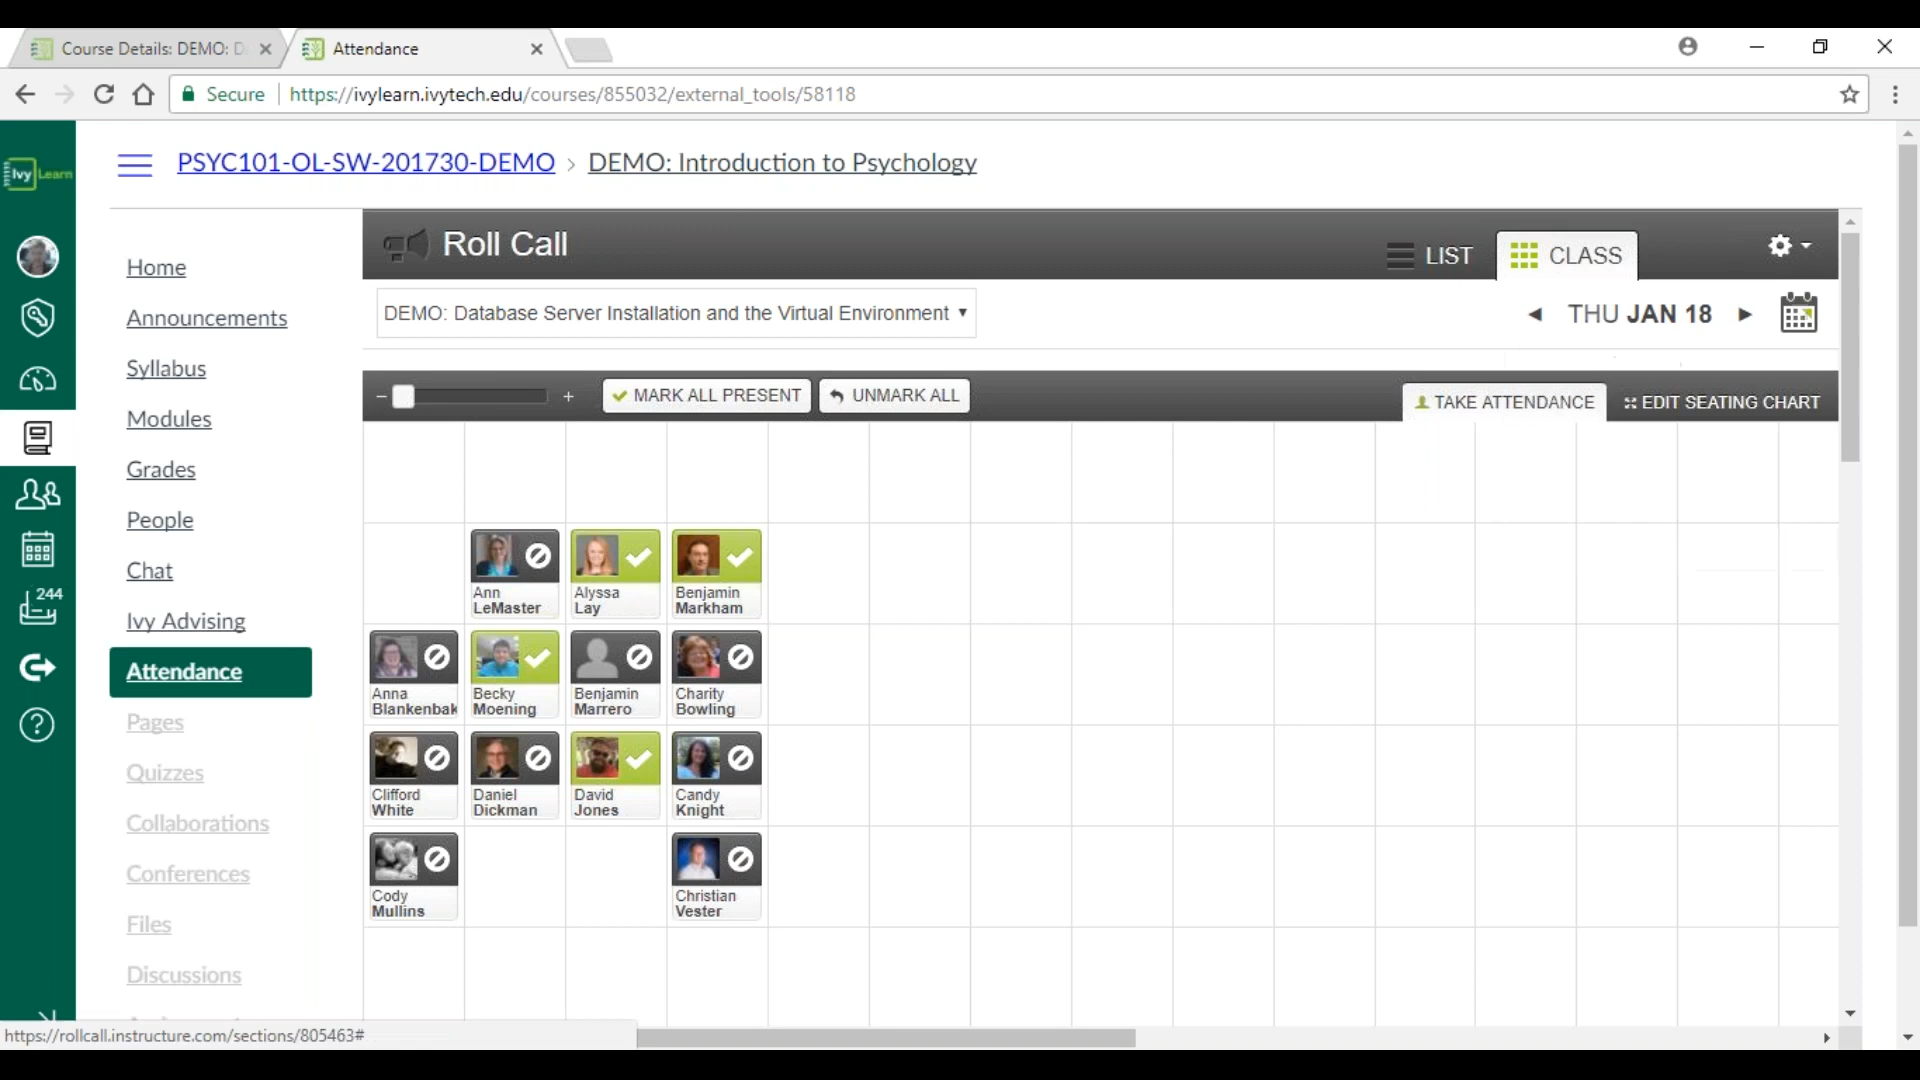 Course Details: DEMO: D
Attendance
Secure
https://ivylearn.ivytech.edu/courses/855032/external_tools/58118
Ivy Learn
PSYC101-OL-SW-201730-DEMO > DEMO: Introduction to Psychology
Home
Announcements
Syllabus
Modules
Grades
People
Chat
Ivy Advising
Attendance
Pages
Quizzes
Collaborations
Conferences
Files
Discussions
244
Roll Call
LIST
CLASS
DEMO: Database Server Installation and the Virtual Environment
THU JAN 18
MARK ALL PRESENT
UNMARK ALL
TAKE ATTENDANCE
EDIT SEATING CHART
Ann
LeMaster
Alyssa
Lay
Benjamin
Markham
Anna
Blankenbak
Becky
Moening
Benjamin
Marrero
Charity
Bowling
Clifford
White
Daniel
Dickman
David
Jones
Candy
Knight
Cody
Mullins
Christian
Vester
https://rollcall.instructure.com/sections/805463#